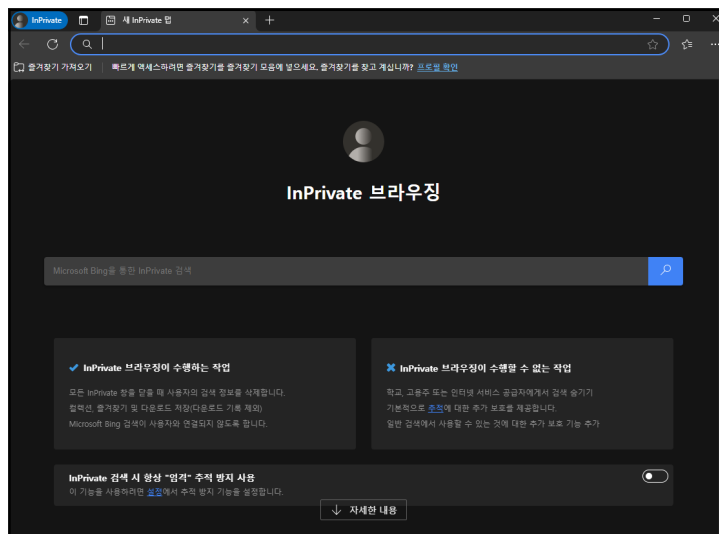 InPrivate
새 InPrivate 탭
즐겨찾기 가져오기
빠르게 액세스하려면 즐겨찾기를 즐겨찾기 모음에 넣으세요. 즐겨찾기를 찾고 계십니까? 프로필 확인
InPrivate 브라우징
Microsoft Bing을 통한 InPrivate 검색
InPrivate 브라우징이 수행하는 작업
모든 InPrivate 창을 닫을 때 사용자의 검색 정보를 삭제합니다.
컬렉션, 즐겨찾기 및 다운로드 저장(다운로드 기록 제외)
Microsoft Bing 검색이 사용자와 연결되지 않도록 합니다.
InPrivate 브라우징이 수행할 수 없는 작업
학교, 고용주 또는 인터넷 서비스 공급자에게서 검색 숨기기
기본적으로 추적에 대한 추가 보호를 제공합니다.
일반 검색에서 사용할 수 있는 것에 대한 추가 보호 기능 추가
InPrivate 검색 시 항상 "엄격" 추적 방지 사용
이 기능을 사용하려면 설정에서 추적 방지 기능을 설정합니다.
자세한 내용